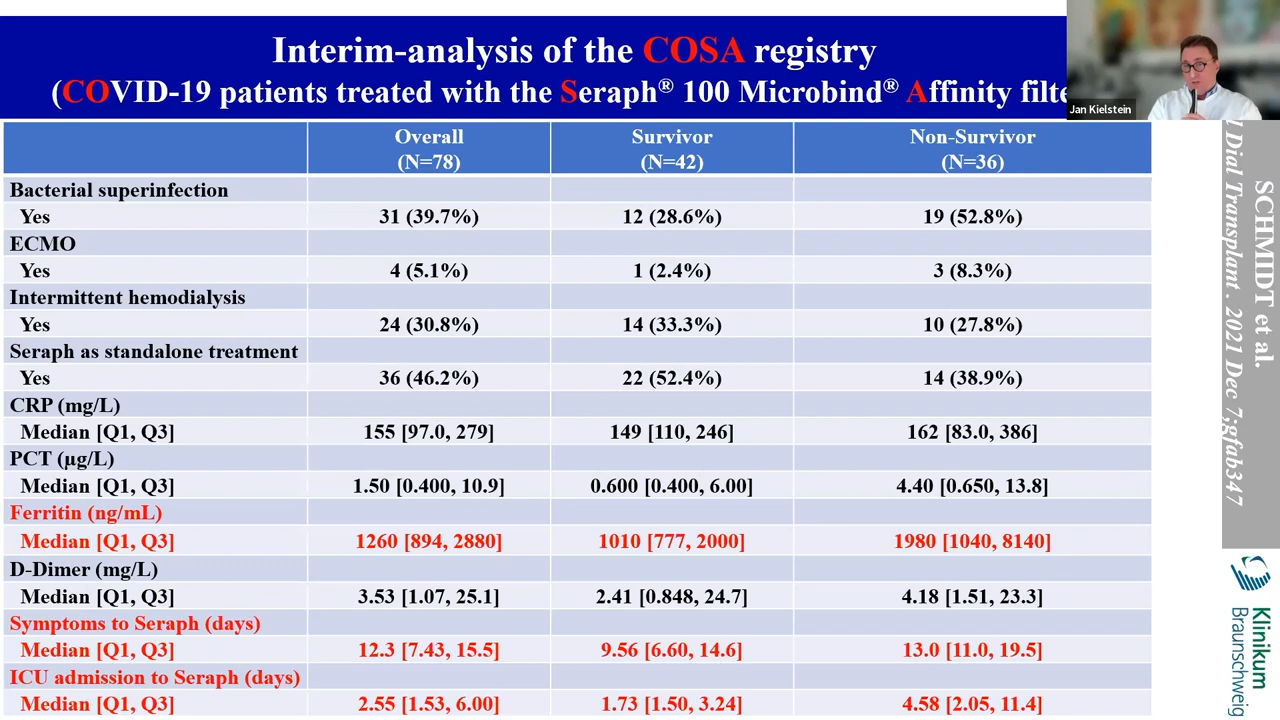 Interim-analysis of the COSA registry
(COVID-19 patients treated with the Seraph® 100 Microbind® Affinity filte
Jan Kielstein
Overall Survivor Non-Survivor
(N=78) (N=42) (N=36)
Bacterial superinfection
Yes 31 (39.7%) 12 (28.6%) 19 (52.8%)
ECMO
Yes 4 (5.1%) 1 (2.4%) 3 (8.3%)
Intermittent hemodialysis
Yes 24 (30.8%) 14 (33.3%) 10 (27.8%)
Seraph as standalone treatment
Yes 36 (46.2%) 22 (52.4%) 14 (38.9%)
CRP (mg/L)
Median [Q1, Q3] 155 [97.0, 279] 149 [110, 246] 162 [83.0, 386]
PCT (µg/L)
Median [Q1, Q3] 1.50 [0.400, 10.9] 0.600 [0.400, 6.00] 4.40 [0.650, 13.8]
Ferritin (ng/mL)
Median [Q1, Q3] 1260 [894, 2880] 1010 [777, 2000] 1980 [1040, 8140]
D-Dimer (mg/L)
Median [Q1, Q3] 3.53 [1.07, 25.1] 2.41 [0.848, 24.7] 4.18 [1.51, 23.3]
Symptoms to Seraph (days)
Median [Q1, Q3] 12.3 [7.43, 15.5] 9.56 [6.60, 14.6] 13.0 [11.0, 19.5]
ICU admission to Seraph (days)
Median [Q1, Q3] 2.55 [1.53, 6.00] 1.73 [1.50, 3.24] 4.58 [2.05, 11.4]
SCHMIDT et al.
l Dial Transplant . 2021 Dec 7;gfab347
Klinikum
Braunschweig